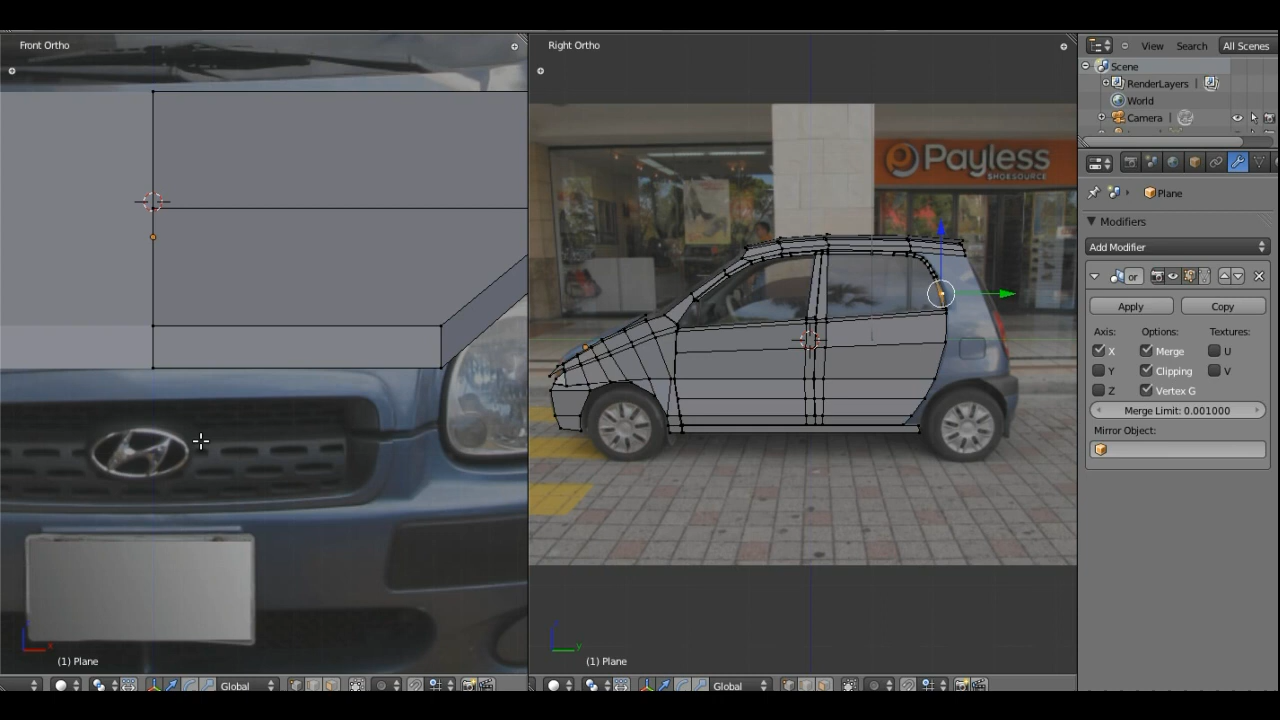 Front Ortho
Right Ortho
View Search All Scenes
Scene
RenderLayers
World
Camera
Payless
SHOESOURCE
Plane
Modifiers
Add Modifier
or
Apply Copy
Axis: Options: Textures:
X Merge U
Y Clipping V
Z Vertex G
Merge Limit: 0.001000
Mirror Object:
(1) Plane
(1) Plane
x
y
Global
Global